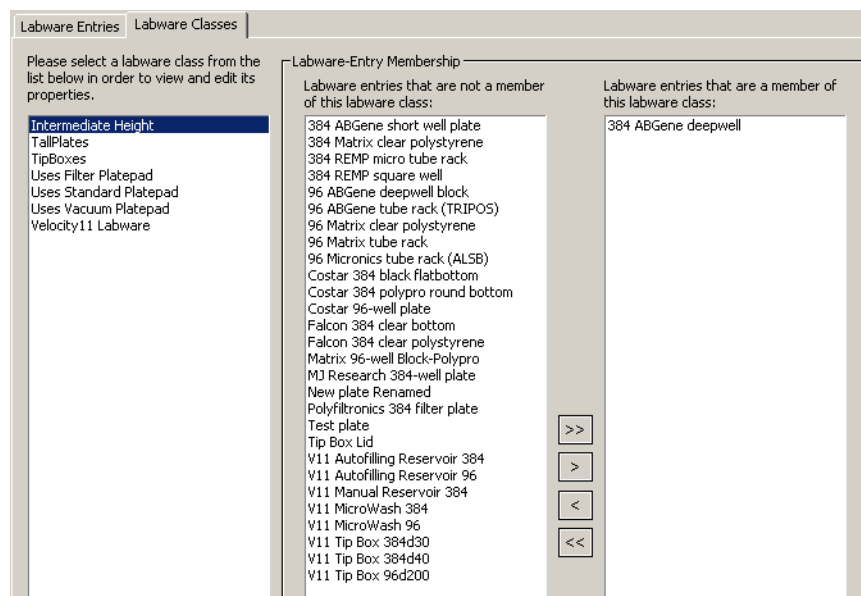 Labware Entries
Labware Classes
Please select a labware class from the
list below in order to view and edit its
properties.
Intermediate Height
TallPlates
TipBoxes
Uses Filter Platepad
Uses Standard Platepad
Uses Vacuum Platepad
Velocity11 Labware
Labware-Entry Membership
Labware entries that are not a member
of this labware class:
384 ABGene short well plate
384 Matrix clear polystyrene
384 REMP micro tube rack
384 REMP square well
96 ABGene deepwell block
96 ABGene tube rack (TRIPOS)
96 Matrix clear polystyrene
96 Matrix tube rack
96 Micronics tube rack (ALSB)
Costar 384 black flatbottom
Costar 384 polypro round bottom
Costar 96-well plate
Falcon 384 clear bottom
Falcon 384 clear polystyrene
Matrix 96-well Block-Polypro
MJ Research 384-well plate
New plate Renamed
Polyfiltronics 384 filter plate
Test plate
Tip Box Lid
V11 Autofilling Reservoir 384
V11 Autofilling Reservoir 96
V11 Manual Reservoir 384
V11 MicroWash 384
V11 MicroWash 96
V11 Tip Box 384d30
V11 Tip Box 384d40
V11 Tip Box 96d200
>>
>
<
<<
Labware entries that are a member of
this labware class:
384 ABGene deepwell